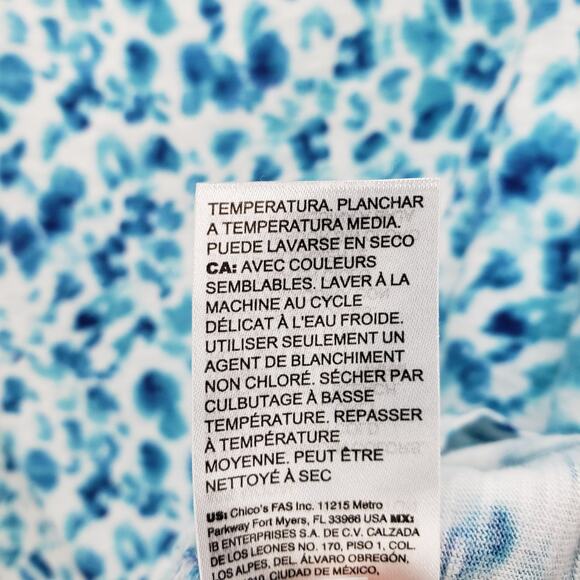 TEMPERATURA. PLANCHAR
A TEMPERATURA MEDIA.
PUEDE LAVARSE EN SECO
CA: AVEC COULEURS
SEMBLABLES. LAVER À LA
MACHINE AU CYCLE
DÉLICAT À L'EAU FROIDE.
UTILISER SEULEMENT UN
AGENT DE BLANCHIMENT
NON CHLORÉ. SÉCHER PAR
CULBUTAGE À BASSE
TEMPÉRATURE. REPASSER
À TEMPÉRATURE
MOYENNE. PEUT ÊTRE
NETTOYÉ À SEC
US: Chico's FAS Inc. 11215 Metro
Parkway Fort Myers, FL 33966 USA MX:
IB ENTERPRISES S.A. DE C.V. CALZADA
DE LOS LEONES NO. 170, PISO 1, COL.
LOS ALPES, DEL. ÁLVARO OBREGÓN,
CIUDAD DE MÉXICO,